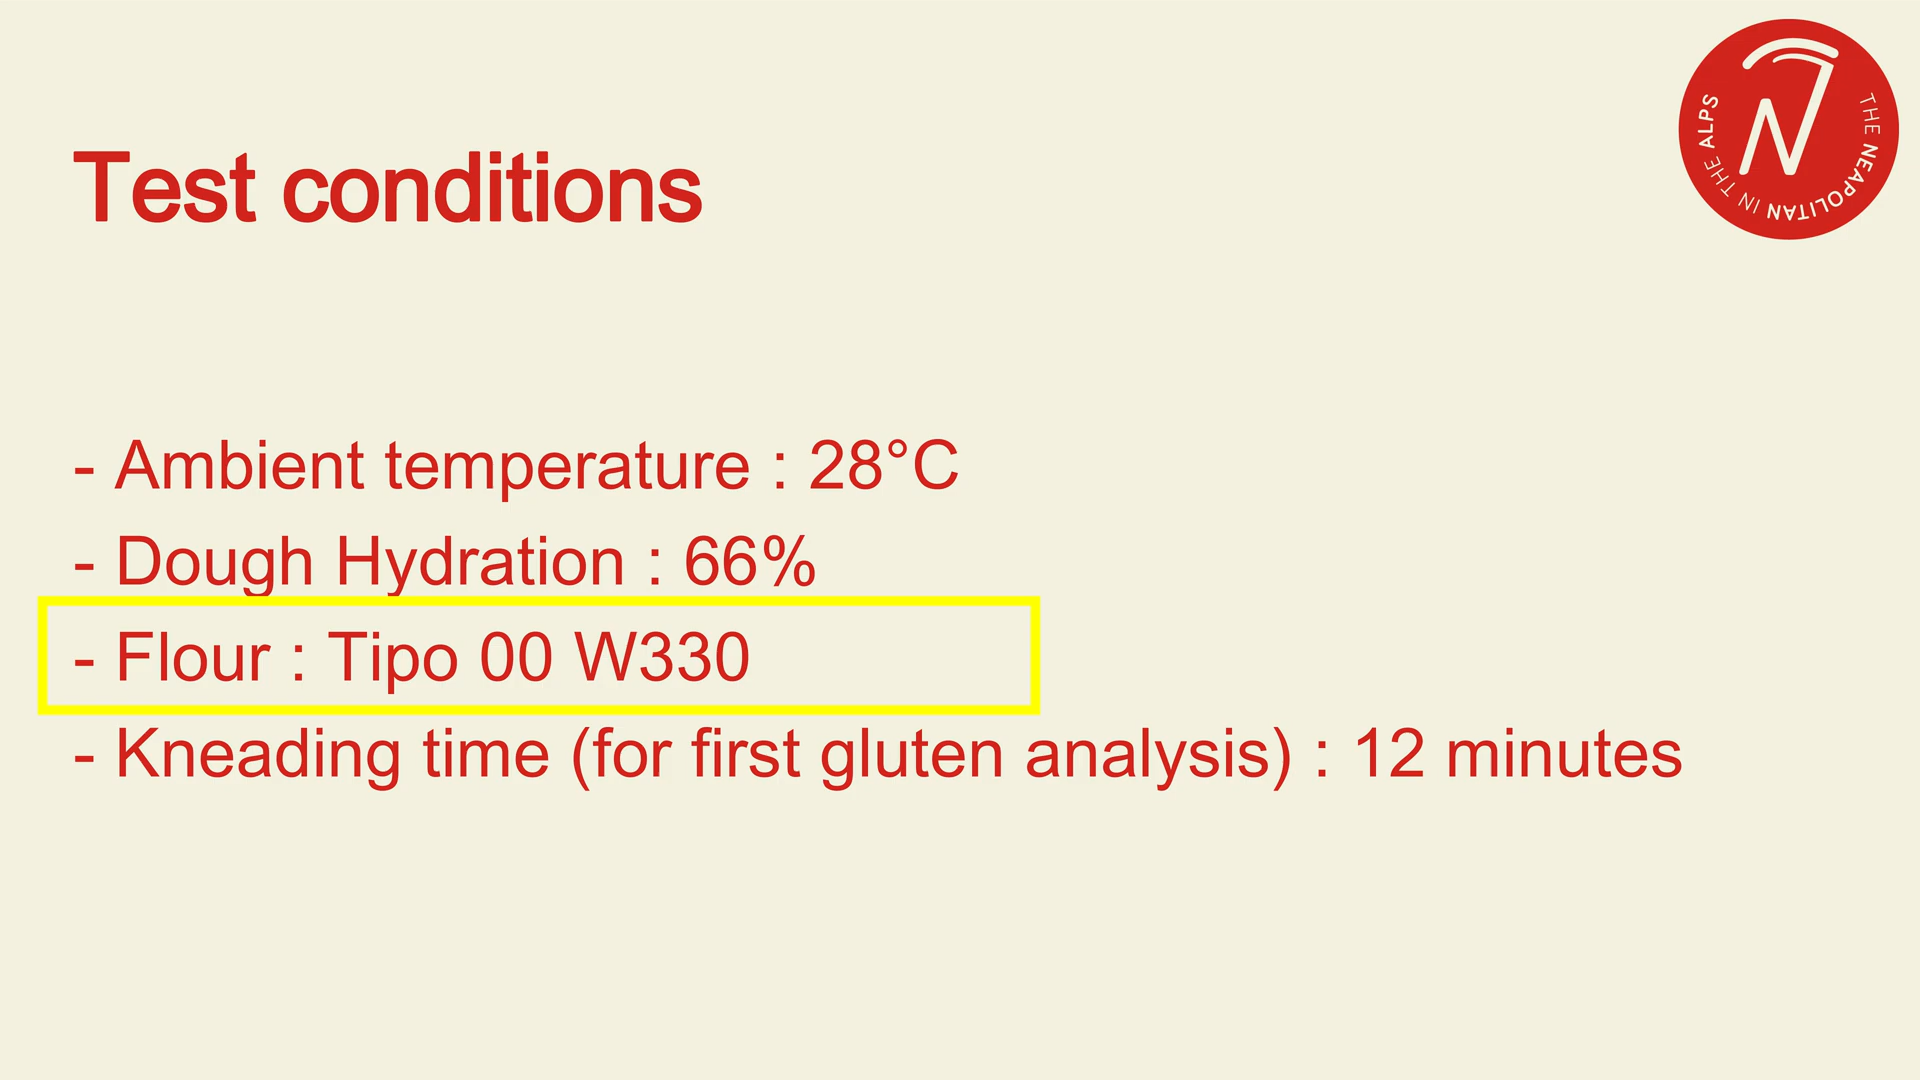 THE NEAPOLITAN IN THE ALPS
Test conditions
- Ambient temperature : 28°C
- Dough Hydration : 66%
- Flour : Tipo 00 W330
- Kneading time (for first gluten analysis) : 12 minutes